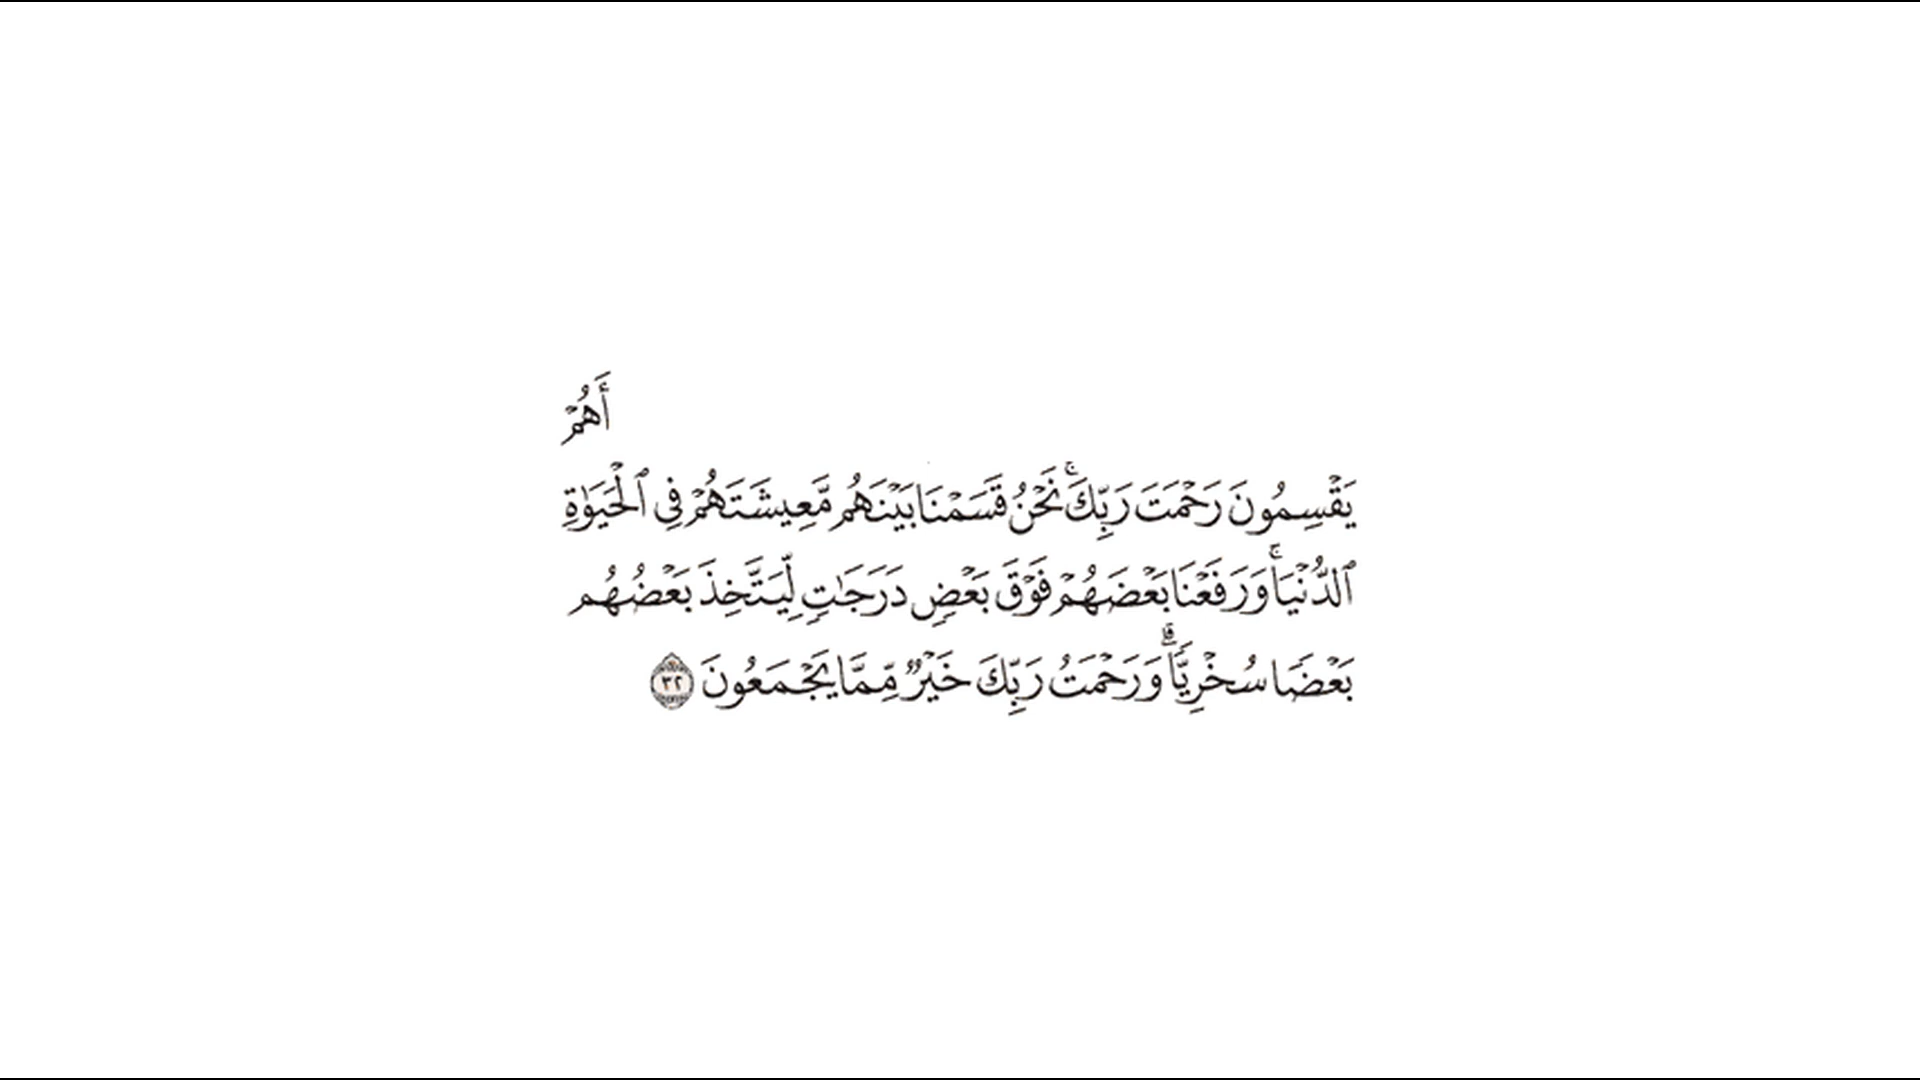 أَهُمۡ
يَقۡسِمُونَ رَحۡمَتَ رَبِّكَۚ نَحۡنُ قَسَمۡنَا بَيۡنَهُم مَّعِيشَتَهُمۡ فِي ٱلۡحَيَوٰةِ
ٱلدُّنۡيَاۚ وَرَفَعۡنَا بَعۡضَهُمۡ فَوۡقَ بَعۡضٖ دَرَجَٰتٖ لِّيَتَّخِذَ بَعۡضُهُم
بَعۡضٗا سُخۡرِيّٗاۗ وَرَحۡمَتُ رَبِّكَ خَيۡرٞ مِّمَّا يَجۡمَعُونَ ٣٢